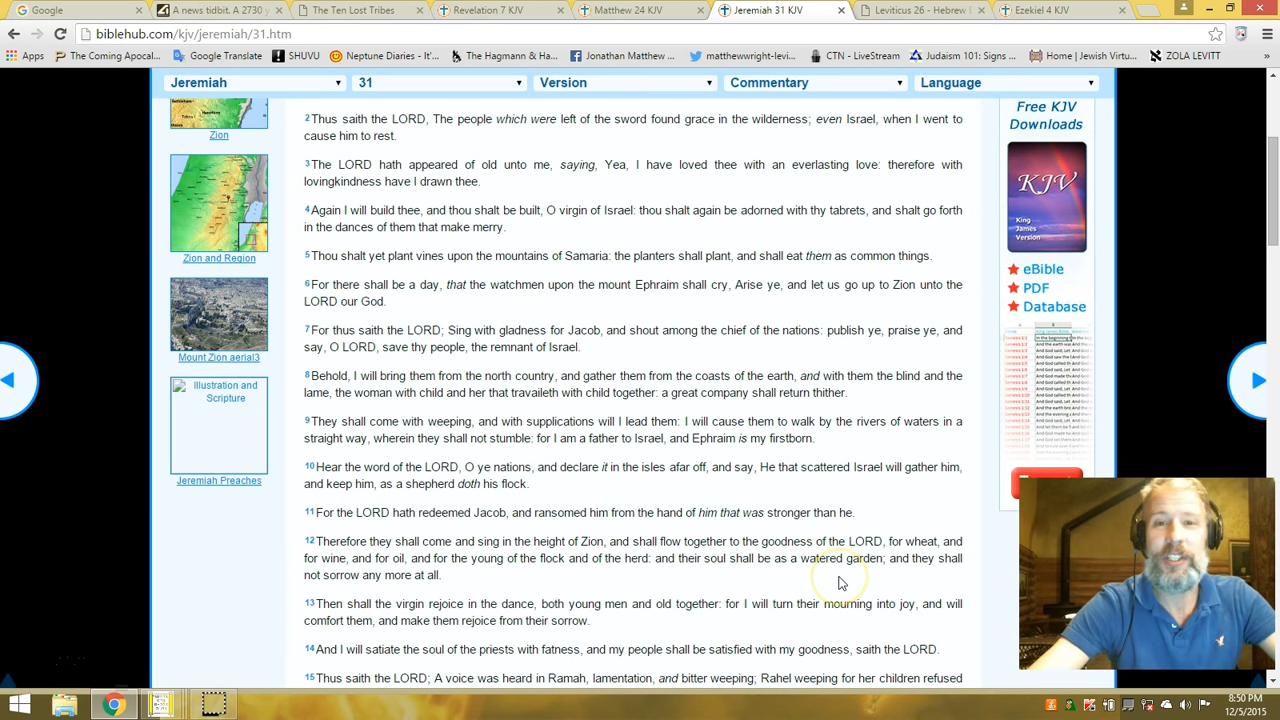 Google
A news tidbit. A 2730 y
The Ten Lost Tribes
Revelation 7 KJV
Matthew 24 KJV
Jeremiah 31 KJV
Leviticus 26 - Hebrew E
Ezekiel 4 KJV
biblehub.com/kjv/jeremiah/31.htm
Apps
The Coming Apocal...
Google Translate
SHUVU
Neptune Diaries - It'...
The Hagmann & Ha...
Jonathan Matthew ...
matthewwright-levi...
CTN - LiveStream
Judaism 101: Signs ...
Home | Jewish Virtu...
ZOLA LEVITT
»
Jeremiah
31
Version
Commentary
Language
Zion
Zion and Region
Mount Zion aerial3
Illustration and
Scripture
Jeremiah Preaches
2Thus saith the LORD, The people which were left of the sword found grace in the wilderness; even Israel, when I went to
cause him to rest.
3The LORD hath appeared of old unto me, saying, Yea, I have loved thee with an everlasting love: therefore with
lovingkindness have I drawn thee.
4Again I will build thee, and thou shalt be built, O virgin of Israel: thou shalt again be adorned with thy tabrets, and shalt go forth
in the dances of them that make merry.
5Thou shalt yet plant vines upon the mountains of Samaria: the planters shall plant, and shall eat them as common things.
6For there shall be a day, that the watchmen upon the mount Ephraim shall cry, Arise ye, and let us go up to Zion unto the
LORD our God.
7For thus saith the LORD; Sing with gladness for Jacob, and shout among the chief of the nations: publish ye, praise ye, and
LORD, save thy people, the remnant of Israel.
I will bring them from the north country, and gather them from the coasts of the earth, and with them the blind and the
the woman with child and her that travaileth with child together: a great company shall return thither.
come with weeping, and with supplications will I lead them: I will cause them to walk by the rivers of waters in a
way, wherein they shall not stumble: for I am a father to Israel, and Ephraim is my firstborn.
10Hear the word of the LORD, O ye nations, and declare it in the isles afar off, and say, He that scattered Israel will gather him,
and keep him, as a shepherd doth his flock.
11For the LORD hath redeemed Jacob, and ransomed him from the hand of him that was stronger than he.
12Therefore they shall come and sing in the height of Zion, and shall flow together to the goodness of the LORD, for wheat, and
for wine, and for oil, and for the young of the flock and of the herd: and their soul shall be as a watered garden; and they shall
not sorrow any more at all.
13Then shall the virgin rejoice in the dance, both young men and old together: for I will turn their mourning into joy, and will
comfort them, and make them rejoice from their sorrow.
14And I will satiate the soul of the priests with fatness, and my people shall be satisfied with my goodness, saith the LORD.
15Thus saith the LORD; A voice was heard in Ramah, lamentation, and bitter weeping; Rahel weeping for her children refused
Free KJV
Downloads
KJV
King
James
Version
eBible
PDF
Database
8:50 PM
12/5/2015